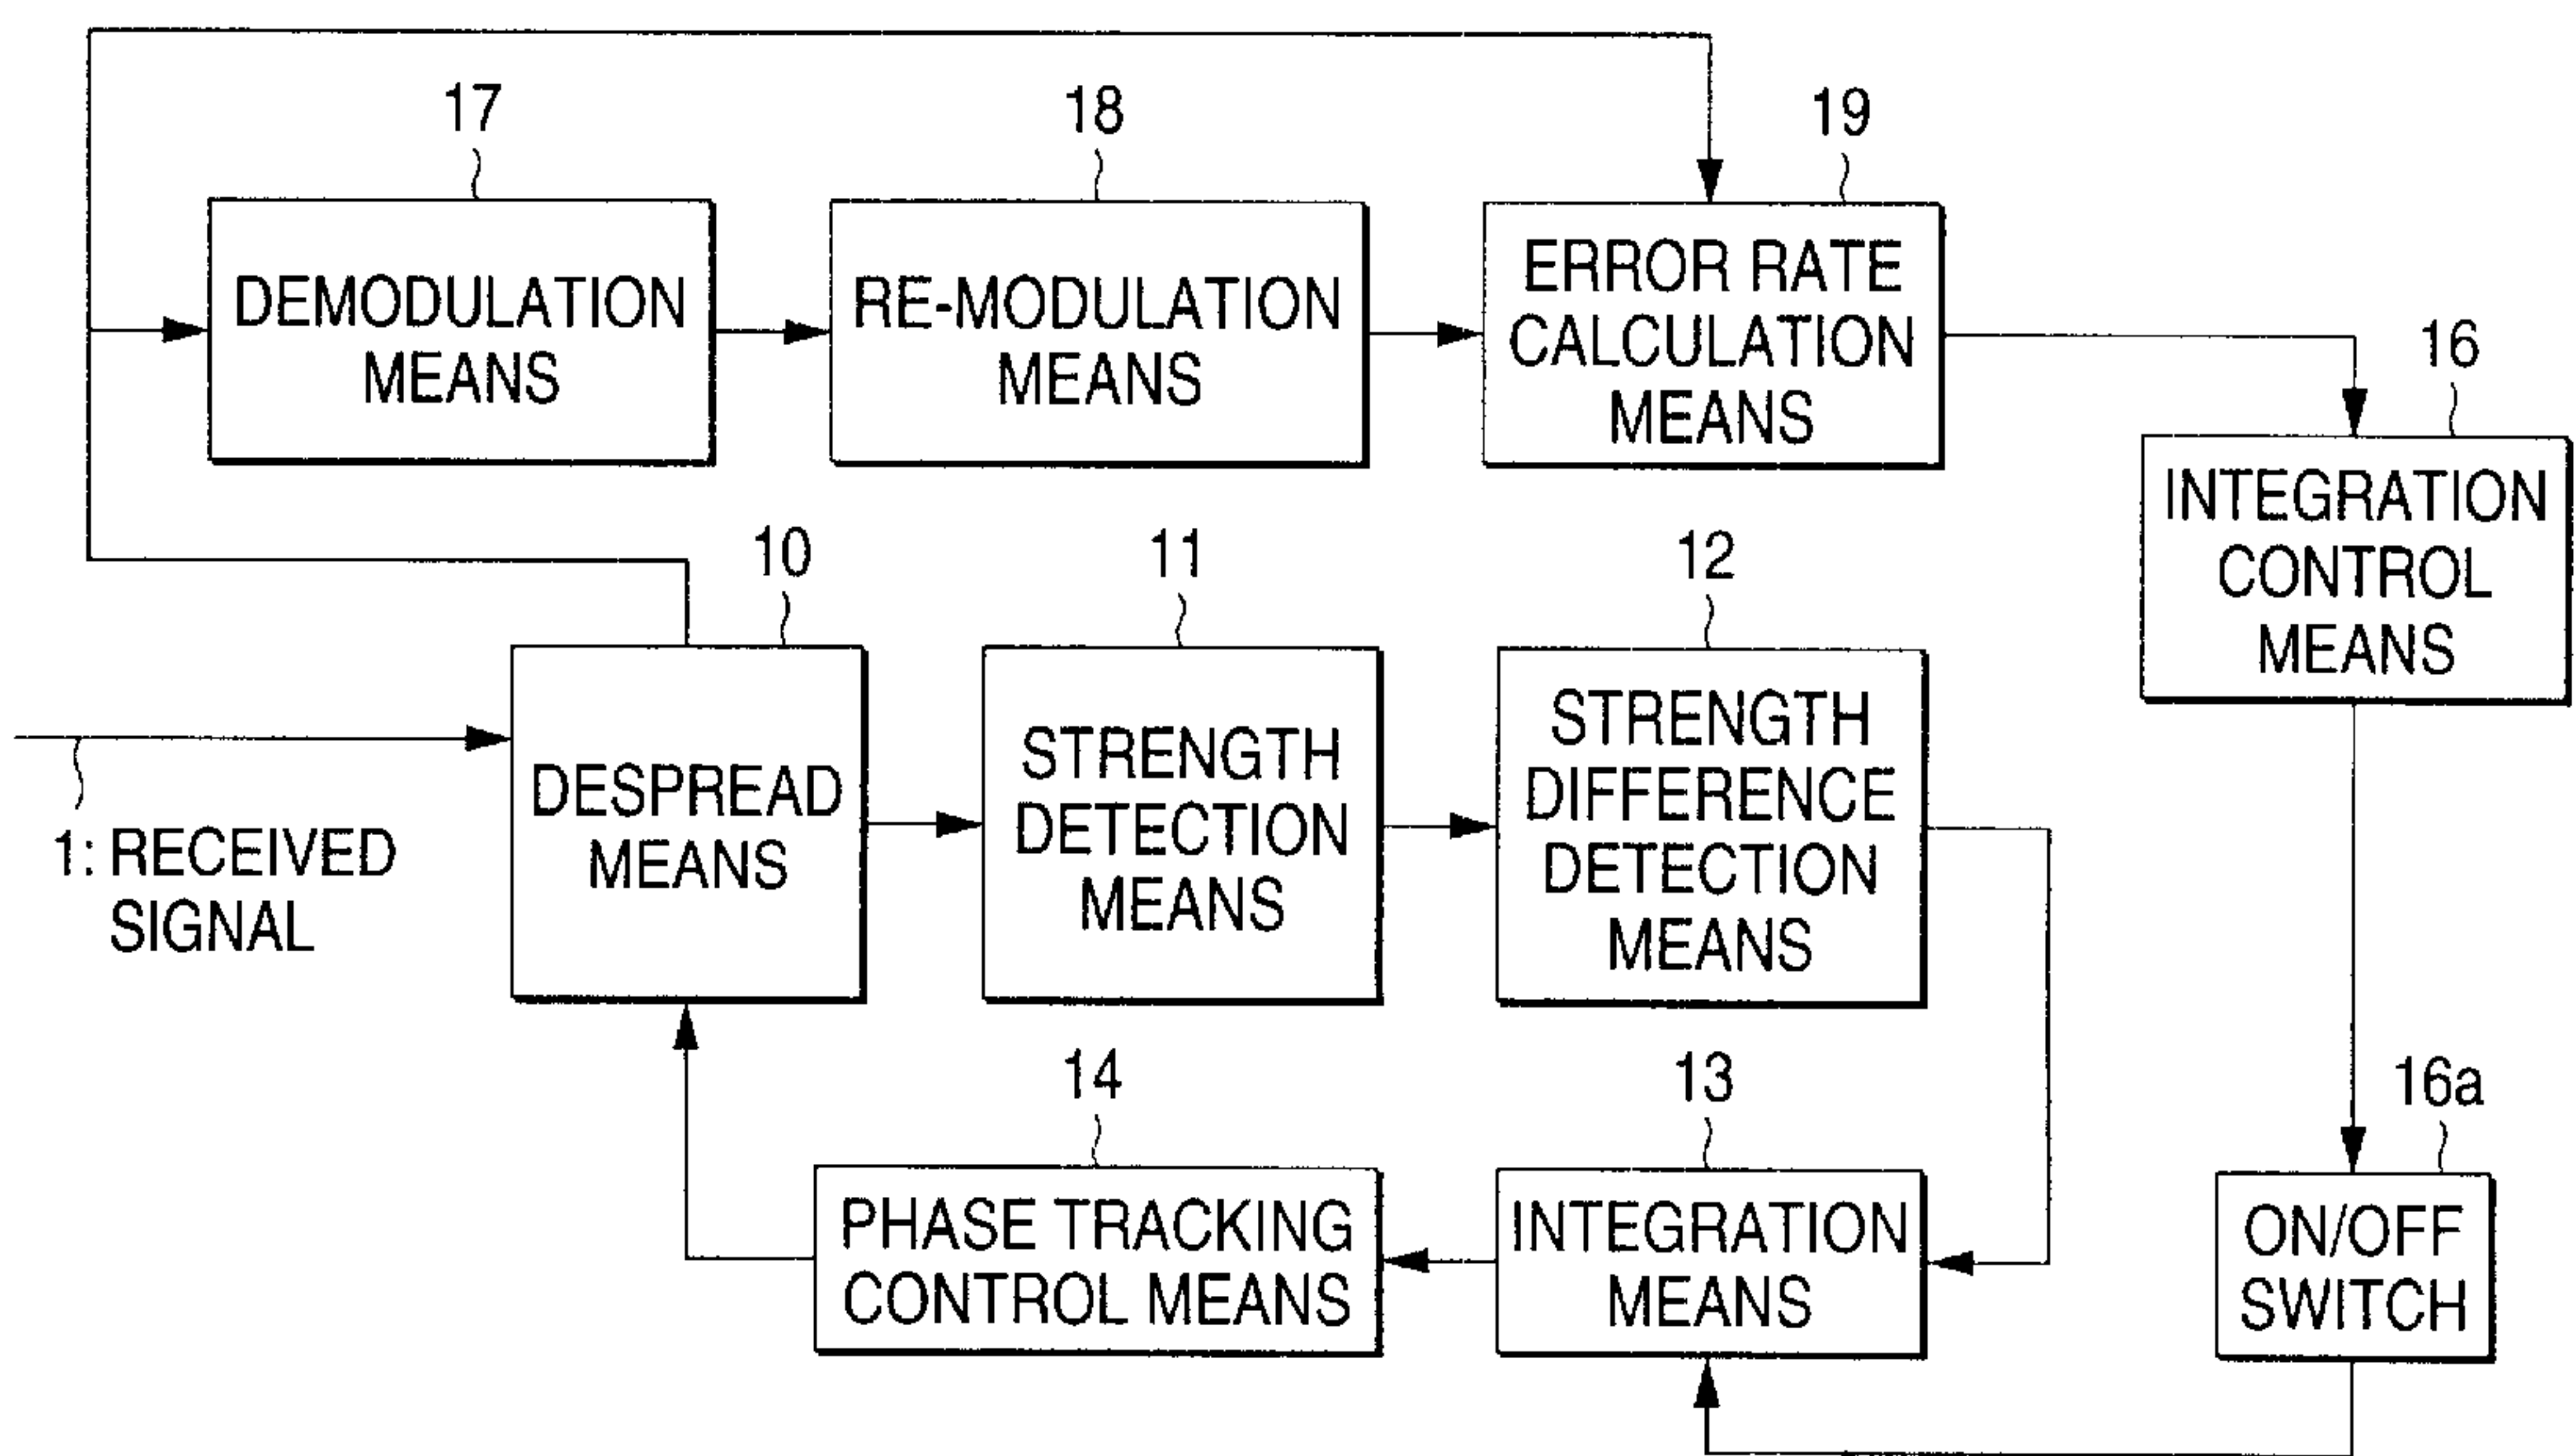 17
DEMODULATION
MEANS
18
RE-MODULATION
MEANS
19
ERROR RATE
CALCULATION
MEANS
16
INTEGRATION
CONTROL
MEANS
10
DESPREAD
MEANS
11
STRENGTH
DETECTION
MEANS
12
STRENGTH
DIFFERENCE
DETECTION
MEANS
1: RECEIVED
SIGNAL
14
PHASE TRACKING
CONTROL MEANS
13
INTEGRATION
MEANS
16a
ON/OFF
SWITCH